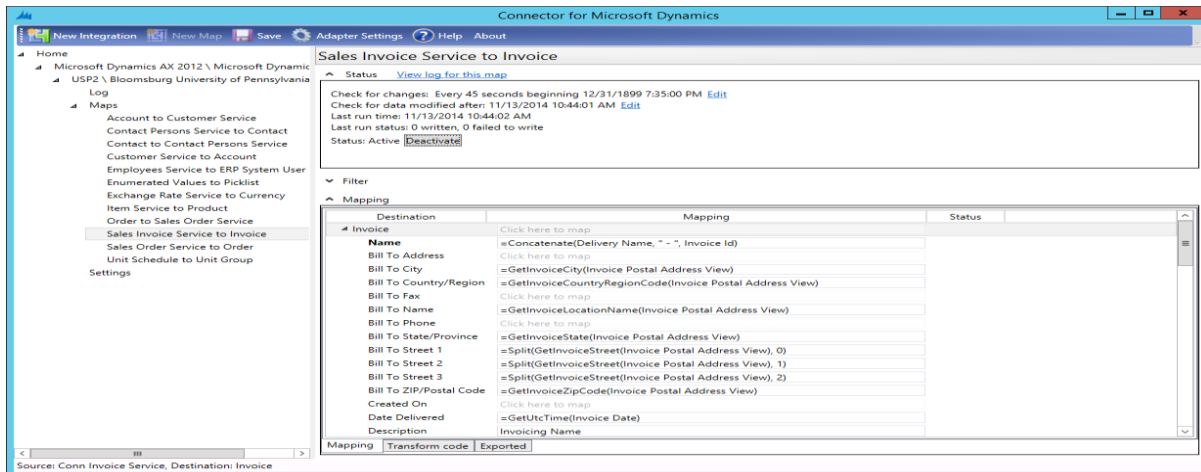 Connector for Microsoft Dynamics
New Integration New Map Save Adapter Settings ? Help About
Home
Microsoft Dynamics AX 2012 \ Microsoft Dynamic
USP2 \ Bloomsburg University of Pennsylvania
Log
Maps
Account to Customer Service
Contact Persons Service to Contact
Contact to Contact Persons Service
Customer Service to Account
Employees Service to ERP System User
Enumerated Values to Picklist
Exchange Rate Service to Currency
Item Service to Product
Order to Sales Order Service
Sales Invoice Service to Invoice
Sales Order Service to Order
Unit Schedule to Unit Group
Settings
Sales Invoice Service to Invoice
Status View log for this map
Check for changes: Every 45 seconds beginning 12/31/1899 7:35:00 PM Edit
Check for data modified after: 11/13/2014 10:44:01 AM Edit
Last run time: 11/13/2014 10:44:02 AM
Last run status: 0 written, 0 failed to write
Status: Active Deactivate
Filter
Mapping
Destination Mapping Status
Invoice Click here to map
Name =Concatenate(Delivery Name, " - ", Invoice Id)
Bill To Address Click here to map
Bill To City =GetInvoiceCity(Invoice Postal Address View)
Bill To Country/Region =GetInvoiceCountryRegionCode(Invoice Postal Address View)
Bill To Fax Click here to map
Bill To Name =GetInvoiceLocationName(Invoice Postal Address View)
Bill To Phone Click here to map
Bill To State/Province =GetInvoiceState(Invoice Postal Address View)
Bill To Street 1 =Split(GetInvoiceStreet(Invoice Postal Address View), 0)
Bill To Street 2 =Split(GetInvoiceStreet(Invoice Postal Address View), 1)
Bill To Street 3 =Split(GetInvoiceStreet(Invoice Postal Address View), 2)
Bill To ZIP/Postal Code =GetInvoiceZipCode(Invoice Postal Address View)
Created On Click here to map
Date Delivered =GetUtcTime(Invoice Date)
Description Invoicing Name
Mapping Transform code Exported
Source: Conn Invoice Service, Destination: Invoice